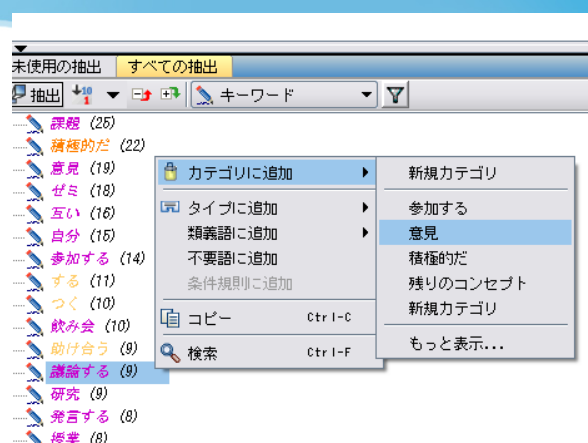 未使用の抽出 すべての抽出
抽出 キーワード
課題 (25)
積極的だ (22)
意見 (19)
ゼミ (18)
互い (16)
自分 (15)
参加する (14)
する (11)
つく (10)
飲み会 (10)
助け合う (9)
議論する (9)
研究 (9)
発言する (8)
授業 (8)
カテゴリに追加
タイプに追加
類義語に追加
不要語に追加
条件規則に追加
コピー Ctrl-C
検索 Ctrl-F
新規カテゴリ
参加する
意見
積極的だ
残りのコンセプト
新規カテゴリ
もっと表示...